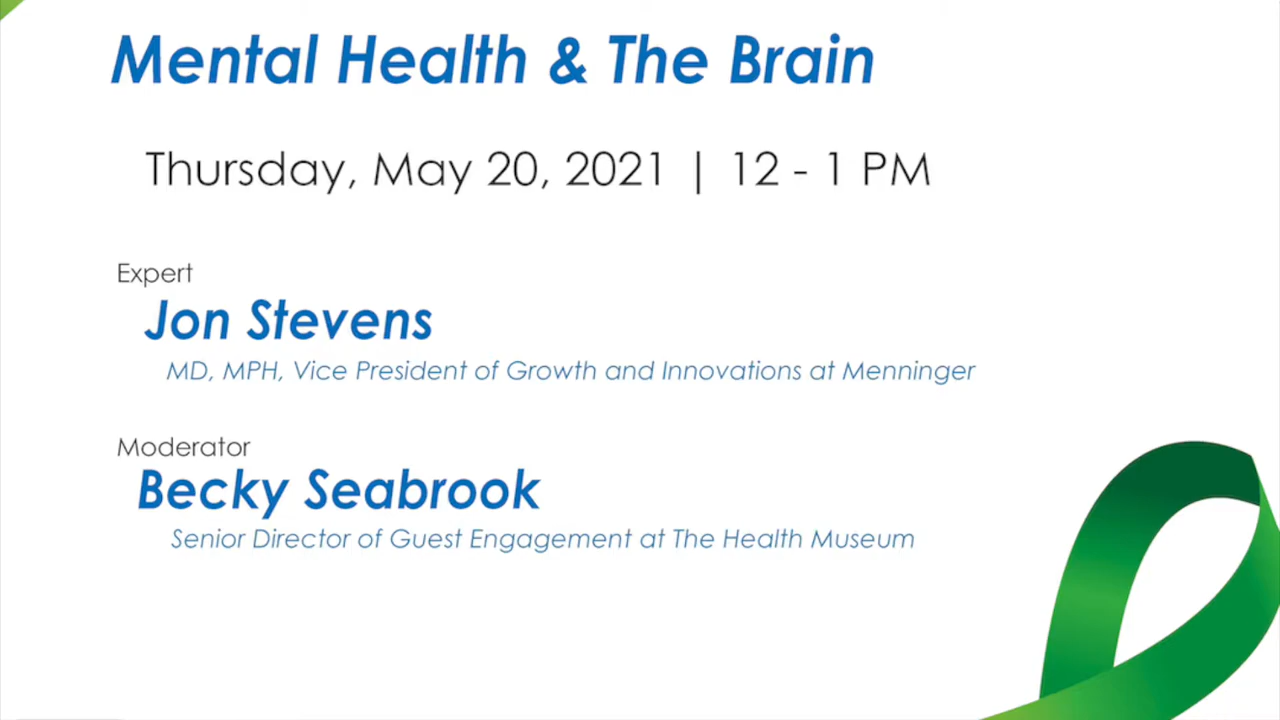 Mental Health & The Brain
Thursday, May 20, 2021 | 12 - 1 PM
Expert
Jon Stevens
MD, MPH, Vice President of Growth and Innovations at Menninger
Moderator
Becky Seabrook
Senior Director of Guest Engagement at The Health Museum